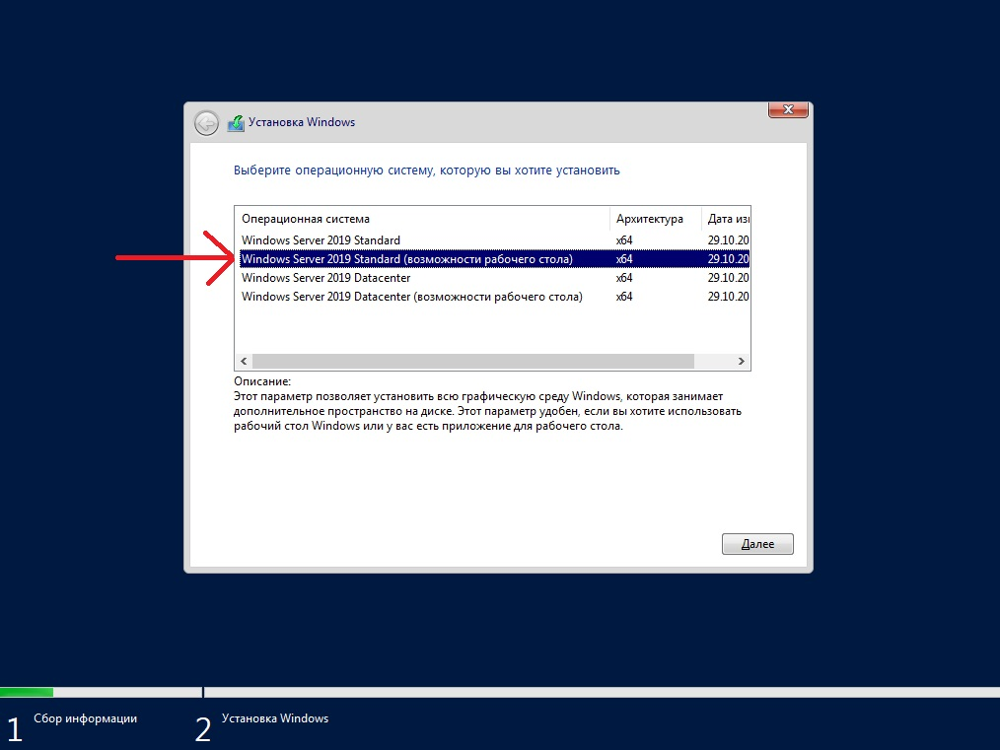 Установка Windows
Выберите операционную систему, которую вы хотите установить
Операционная система Архитектура Дата
Windows Server 2019 Standard x64 29.10.20
Windows Server 2019 Standard (возможности рабочего стола) x64 29.10.20
Windows Server 2019 Datacenter x64 29.10.20
Windows Server 2019 Datacenter (возможности рабочего стола) x64 29.10.20
Описание:
Этот параметр позволяет установить всю графическую среду Windows, которая занимает
дополнительное пространство на диске. Этот параметр удобен, если вы хотите использовать
рабочий стол Windows или у вас есть приложение для рабочего стола.
Далее
1 Сбор информации 2 Установка Windows